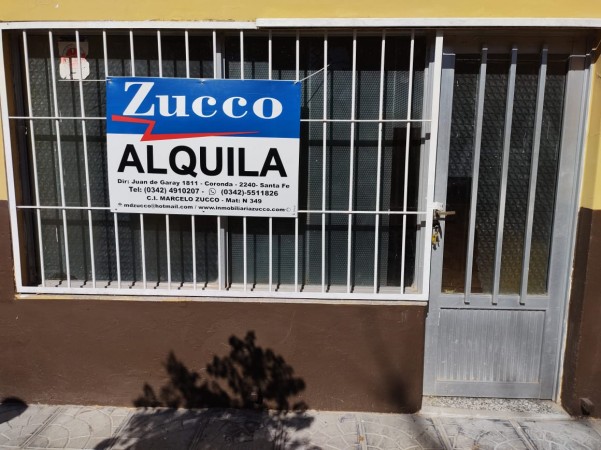 Zucco
ALQUILA
Dir: Juan de Garay 1811 - Coronda - 2240- Santa Fe
Tel: (0342) 4910207 - (0342)-5511826
C.I. MARCELO ZUCCO - Mat: N 349
mdzucco@hotmail.com | www.inmobiliariazucco.com